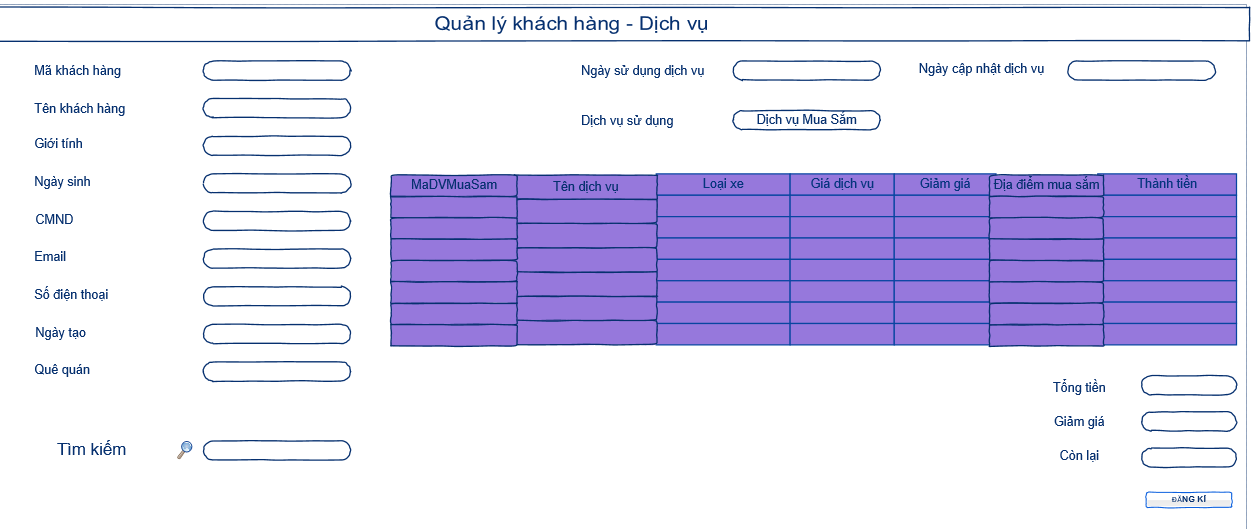 Quản lý khách hàng - Dịch vụ
Mã khách hàng
Ngày sử dụng dịch vụ
Ngày cập nhật dịch vụ
Tên khách hàng
Dịch vụ sử dụng
Dịch vụ Mua Sắm
Giới tính
Ngày sinh
CMND
Email
Số điện thoại
Ngày tạo
Quê quán
MaDVMuaSam
Tên dịch vụ
Loại xe
Giá dịch vụ
Giảm giá
Địa điểm mua sắm
Thành tiền
Tổng tiền
Giảm giá
Còn lại
Tìm kiếm
ĐĂNG KÍ